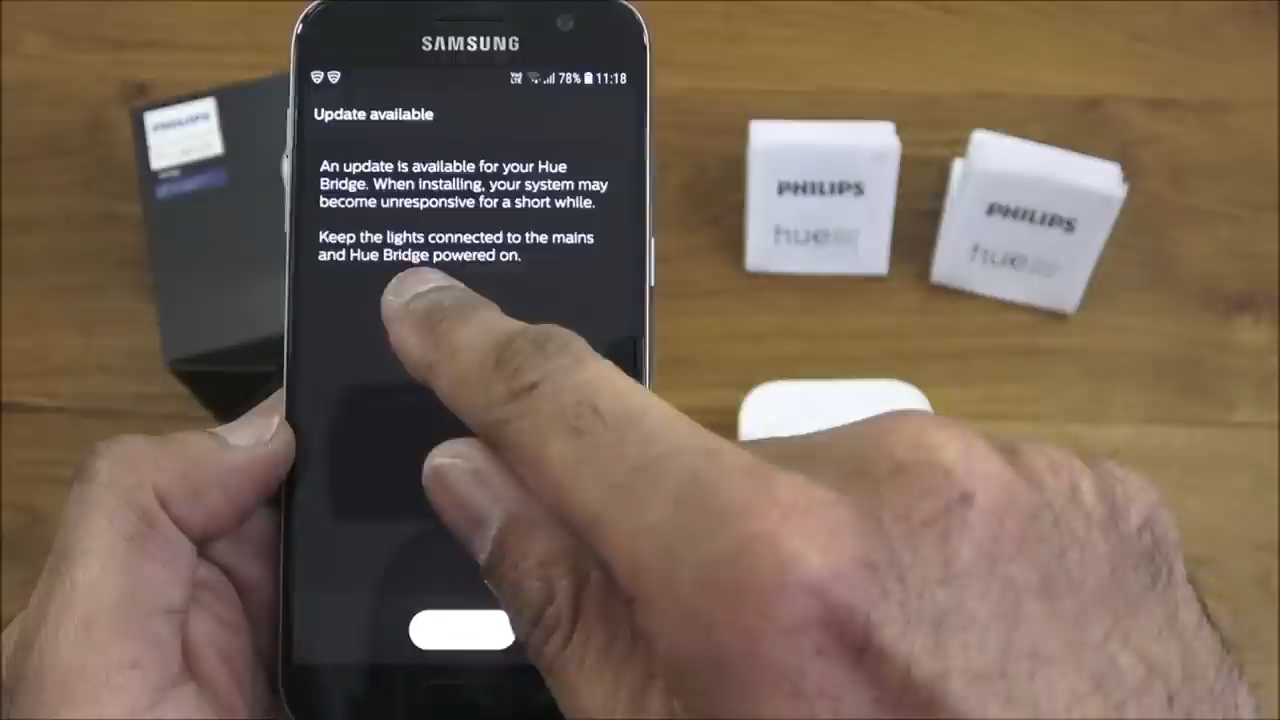 SAMSUNG
78% 11:18
Update available
An update is available for your Hue
Bridge. When installing, your system may
become unresponsive for a short while.
Keep the lights connected to the mains
and Hue Bridge powered on.
PHILIPS
PHILIPS
hue
PHILIPS
hue